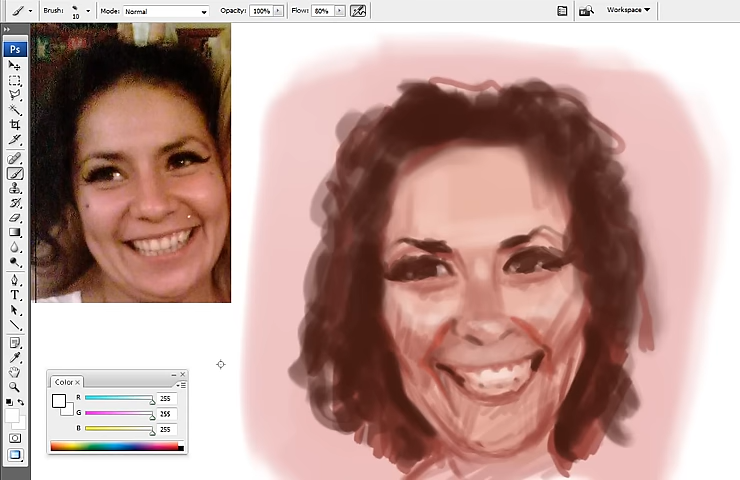 Brush: Mode: Normal Opacity: 100% Flow: 80% Workspace
10
Ps
T
Color
R 255
G 255
B 255